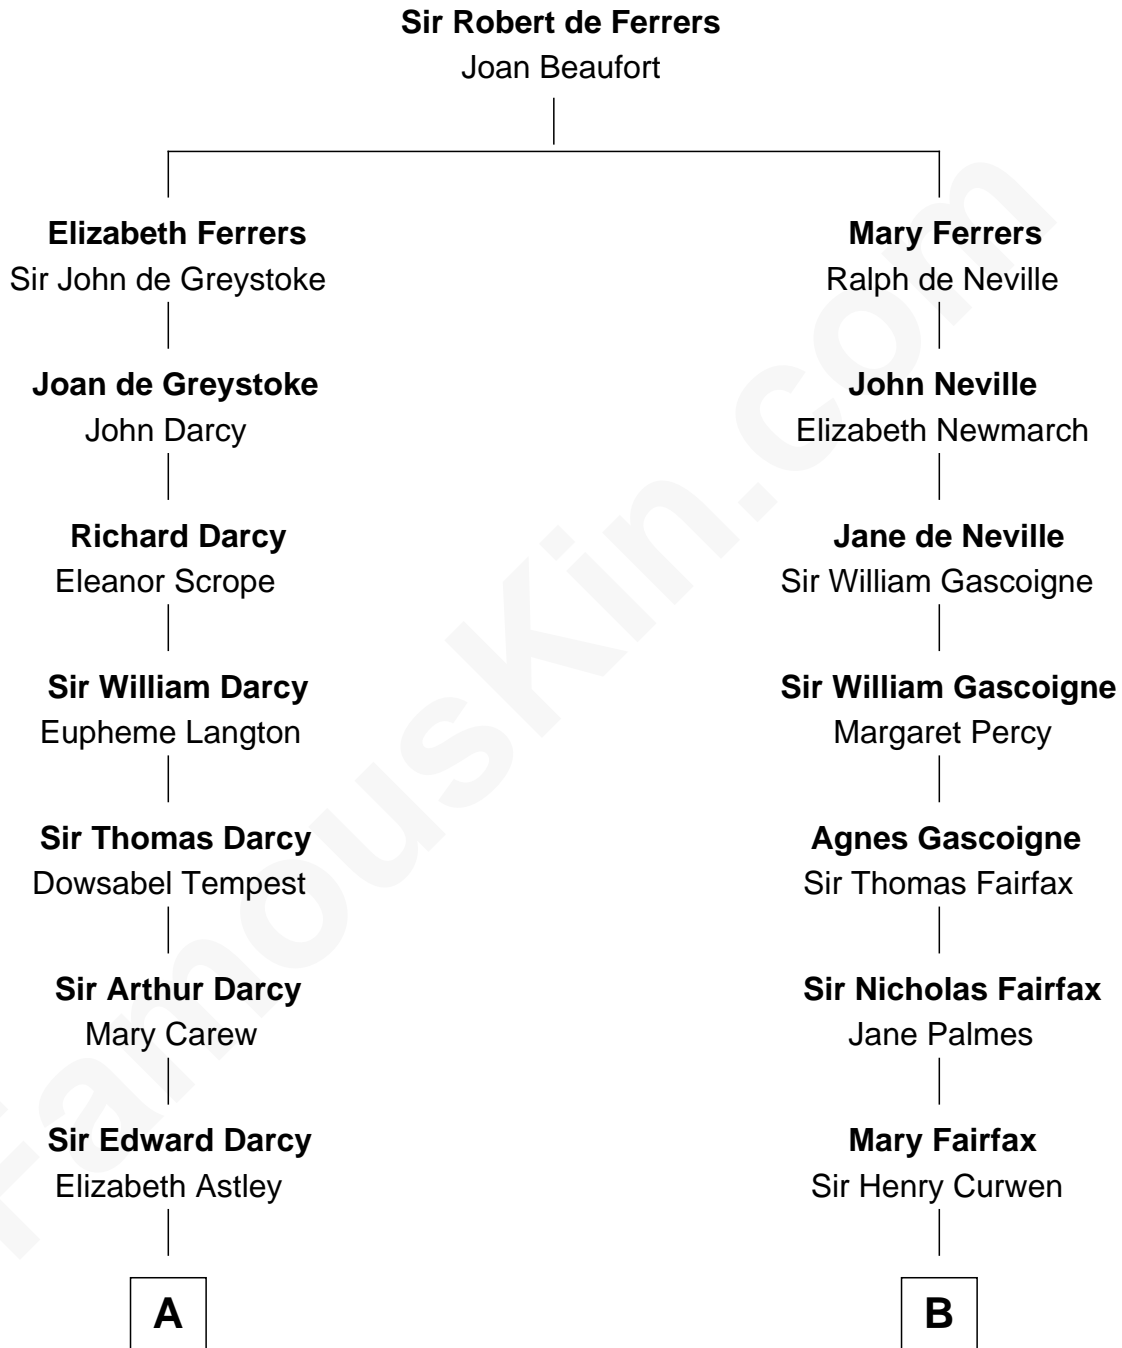 Sir Robert de Ferrers
Joan Beaufort
Elizabeth Ferrers
Sir John de Greystoke
Mary Ferrers
Ralph de Neville
Joan de Greystoke
John Darcy
John Neville
Elizabeth Newmarch
Richard Darcy
Eleanor Scrope
Jane de Neville
Sir William Gascoigne
Sir William Darcy
Eupheme Langton
Sir William Gascoigne
Margaret Percy
Sir Thomas Darcy
Dowsabel Tempest
Agnes Gascoigne
Sir Thomas Fairfax
Sir Arthur Darcy
Mary Carew
Sir Nicholas Fairfax
Jane Palmes
Sir Edward Darcy
Elizabeth Astley
Mary Fairfax
Sir Henry Curwen
A
B
FamousKin.com